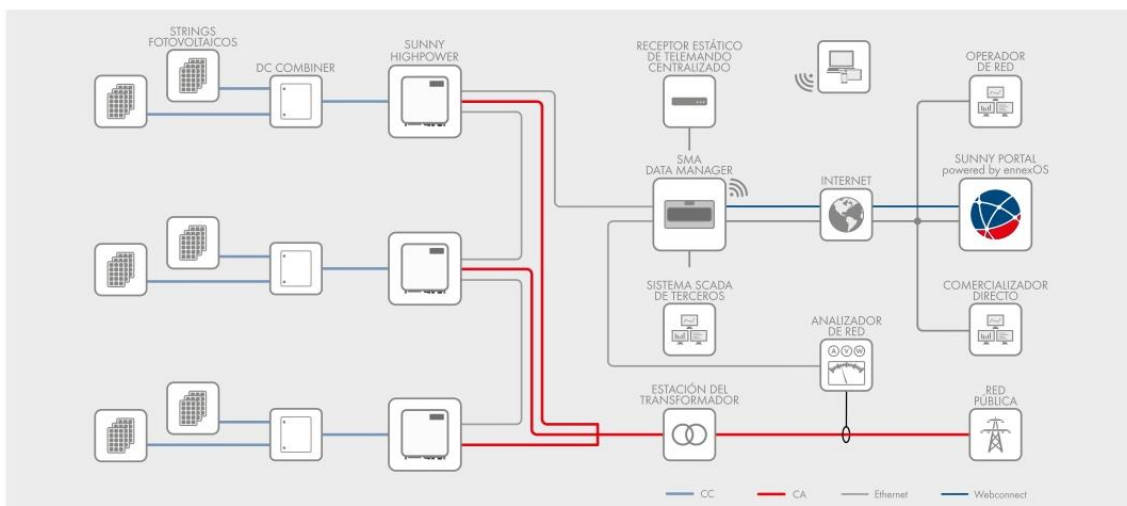 STRINGS
FOTOVOLTAICOS
DC COMBINER
SUNNY
HIGHPOWER
RECEPTOR ESTÁTICO
DE TELEMANDO
CENTRALIZADO
OPERADOR
DE RED
SMA
DATA MANAGER
INTERNET
SUNNY PORTAL
powered by ennexOS
SISTEMA SCADA
DE TERCEROS
ANALIZADOR
DE RED
A V W
COMERCIALIZADOR
DIRECTO
ESTACIÓN DEL
TRANSFORMADOR
RED
PÚBLICA
CC
CA
Ethernet
Webconnect